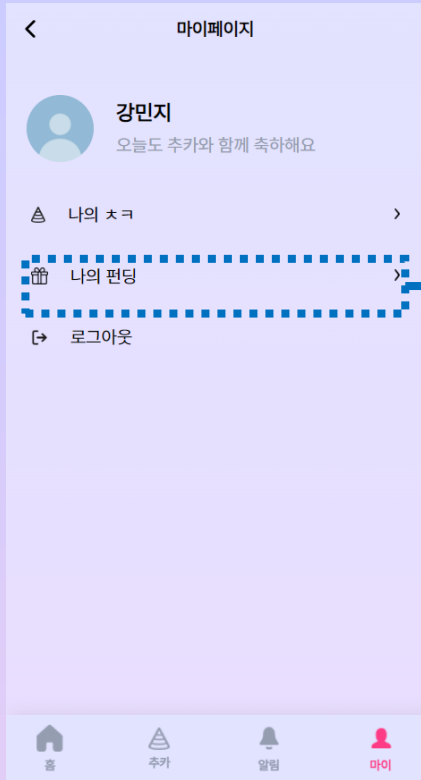 마이페이지
강민지
오늘도 추카와 함께 축하해요
나의 ㅊㅋ
나의 펀딩
로그아웃
홈
추카
알림
마이